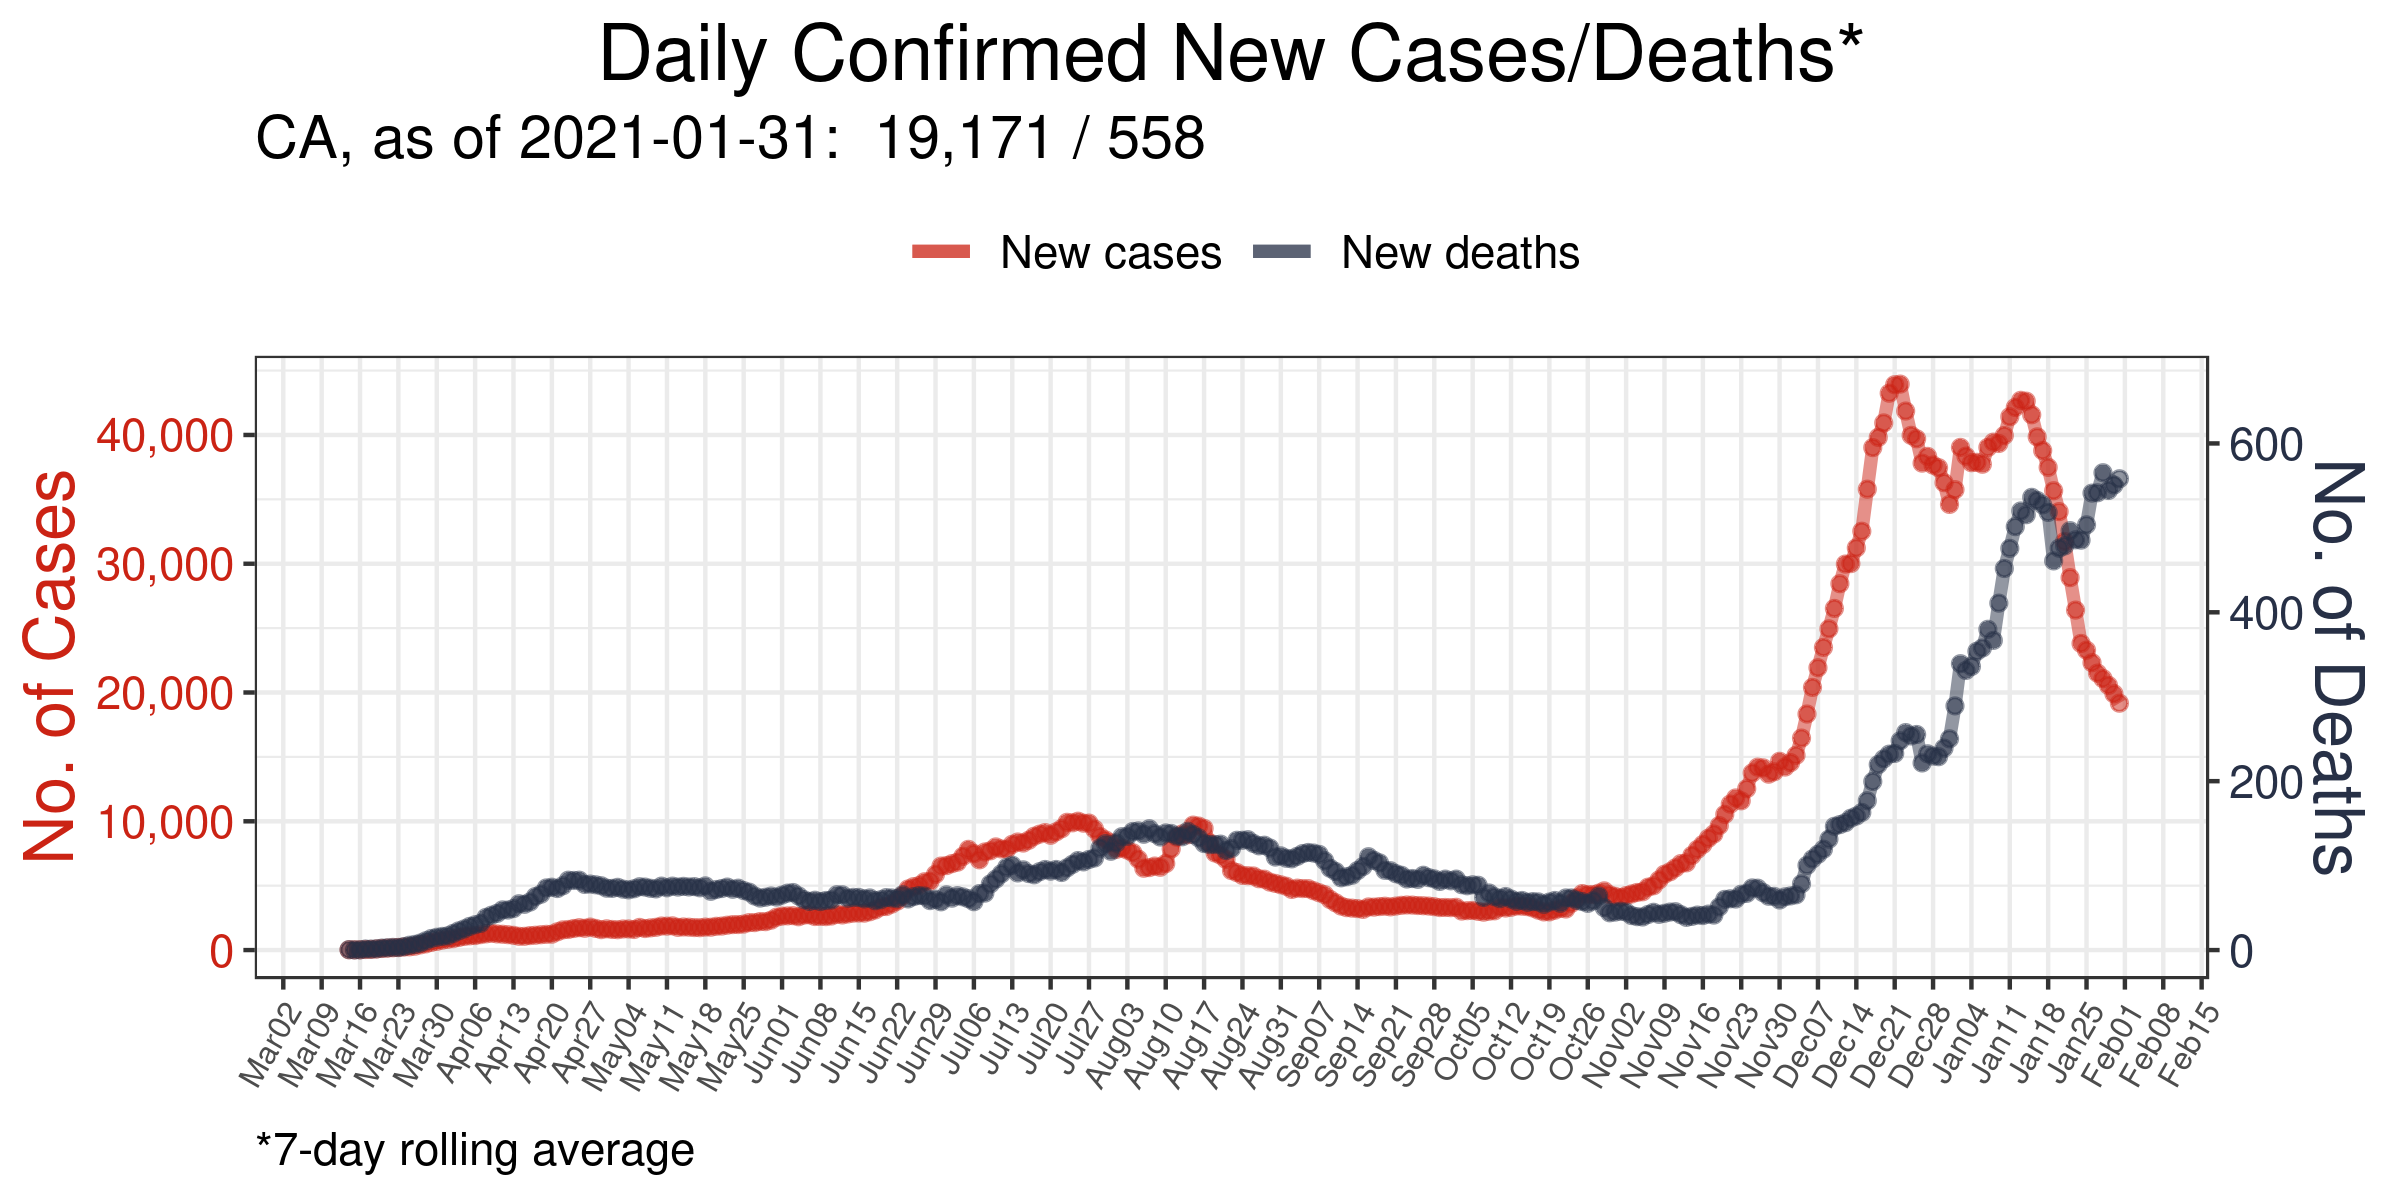 Daily Confirmed New Cases/Deaths*
CA, as of 2021-01-31:  19,171 / 558
New cases
New deaths
No. of Cases
40,000
30,000
20,000
10,000
0
600
400
200
0
No. of Deaths
Mar02
Mar09
Mar16
Mar23
Mar30
Apr06
Apr13
Apr20
Apr27
May04
May11
May18
May25
Jun01
Jun08
Jun15
Jun22
Jun29
Jul06
Jul13
Jul20
Jul27
Aug03
Aug10
Aug17
Aug24
Aug31
Sep07
Sep14
Sep21
Sep28
Oct05
Oct12
Oct19
Oct26
Nov02
Nov09
Nov16
Nov23
Nov30
Dec07
Dec14
Dec21
Dec28
Jan04
Jan11
Jan18
Jan25
Feb01
Feb08
Feb15
*7-day rolling average